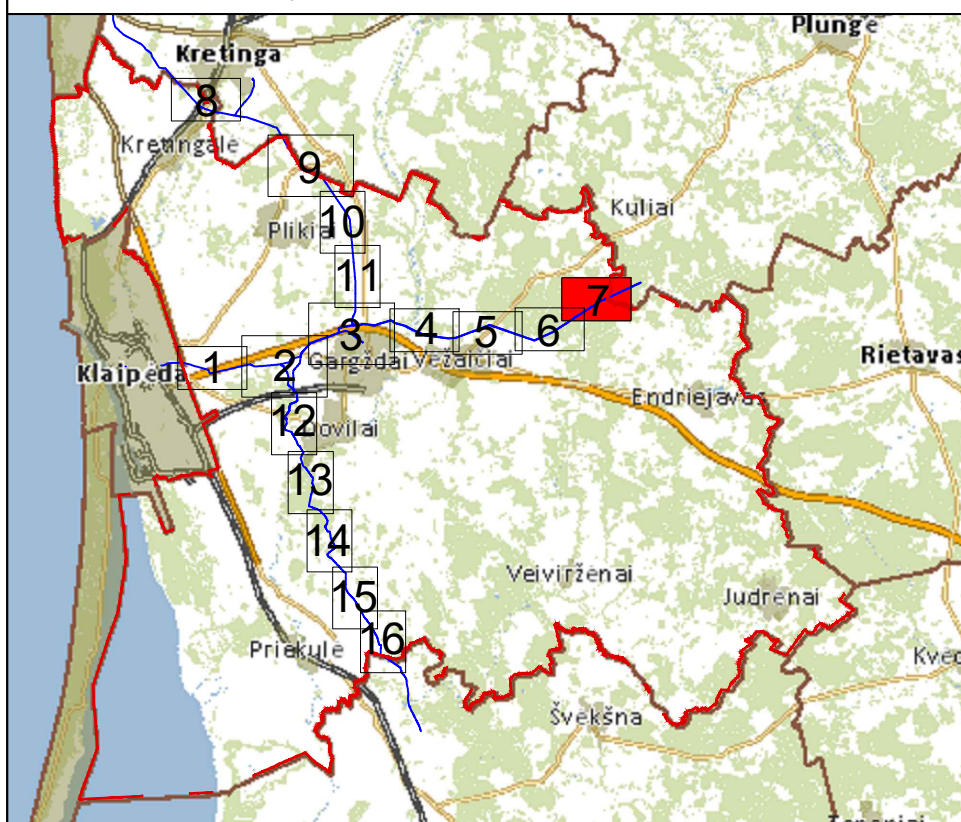 Plungė
Kretinga
8
Kretingalė
9
Kuliai
10
Plikiai
11
7
3
4
5
6
Gargždai
Vėžaičiai
1
2
Klaipėda
Rietavas
Endriejavas
12
Dovilai
13
14
Veiviržėnai
15
Judrėnai
16
Priekulė
Švėkšna